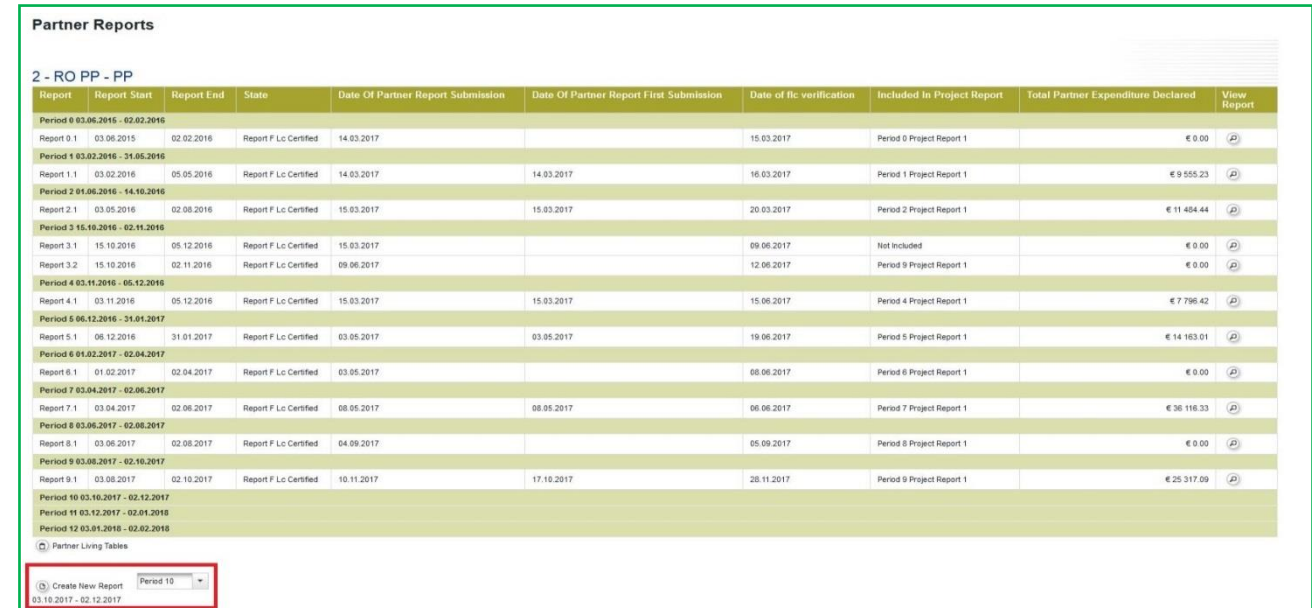 Partner Reports
2 - RO PP - PP
Report Report Start Report End State Date Of Partner Report Submission Date Of Partner Report First Submission Date of flc verification Included In Project Report Total Partner Expenditure Declared View Report
Period 0 03.06.2015 - 02.02.2016
Report 0.1 03.06.2015 02.02.2016 Report F Lc Certified 14.03.2017 15.03.2017 Period 0 Project Report 1 € 0.00
Period 1 03.02.2016 - 31.05.2016
Report 1.1 03.02.2016 05.05.2016 Report F Lc Certified 14.03.2017 14.03.2017 16.03.2017 Period 1 Project Report 1 € 9 555.23
Period 2 01.06.2016 - 14.10.2016
Report 2.1 03.05.2016 02.08.2016 Report F Lc Certified 15.03.2017 15.03.2017 20.03.2017 Period 2 Project Report 1 € 11 484.44
Period 3 15.10.2016 - 02.11.2016
Report 3.1 15.10.2016 05.12.2016 Report F Lc Certified 15.03.2017 09.06.2017 Not Included € 0.00
Report 3.2 15.10.2016 02.11.2016 Report F Lc Certified 09.06.2017 12.06.2017 Period 9 Project Report 1 € 0.00
Period 4 03.11.2016 - 05.12.2016
Report 4.1 03.11.2016 05.12.2016 Report F Lc Certified 15.03.2017 15.03.2017 15.06.2017 Period 4 Project Report 1 € 7 796.42
Period 5 06.12.2016 - 31.01.2017
Report 5.1 06.12.2016 31.01.2017 Report F Lc Certified 03.05.2017 03.05.2017 19.06.2017 Period 5 Project Report 1 € 14 163.01
Period 6 01.02.2017 - 02.04.2017
Report 6.1 01.02.2017 02.04.2017 Report F Lc Certified 03.05.2017 08.06.2017 Period 6 Project Report 1 € 0.00
Period 7 03.04.2017 - 02.06.2017
Report 7.1 03.04.2017 02.06.2017 Report F Lc Certified 08.05.2017 08.05.2017 06.06.2017 Period 7 Project Report 1 € 36 116.33
Period 8 03.06.2017 - 02.08.2017
Report 8.1 03.06.2017 02.08.2017 Report F Lc Certified 04.09.2017 05.09.2017 Period 8 Project Report 1 € 0.00
Period 9 03.08.2017 - 02.10.2017
Report 9.1 03.08.2017 02.10.2017 Report F Lc Certified 10.11.2017 17.10.2017 28.11.2017 Period 9 Project Report 1 € 25 317.09
Period 10 03.10.2017 - 02.12.2017
Period 11 03.12.2017 - 02.01.2018
Period 12 03.01.2018 - 02.02.2018
Partner Living Tables
Create New Report Period 10
03.10.2017 - 02.12.2017